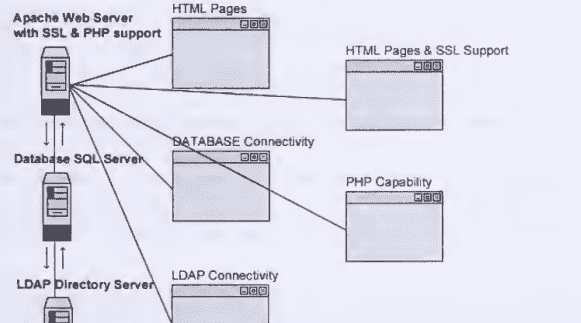 Apache Web Server
with SSL & PHP support
HTML Pages
HTML Pages & SSL Support
DATABASE Connectivity
Database SQL Server
PHP Capability
LDAP Connectivity
LDAP Directory Server